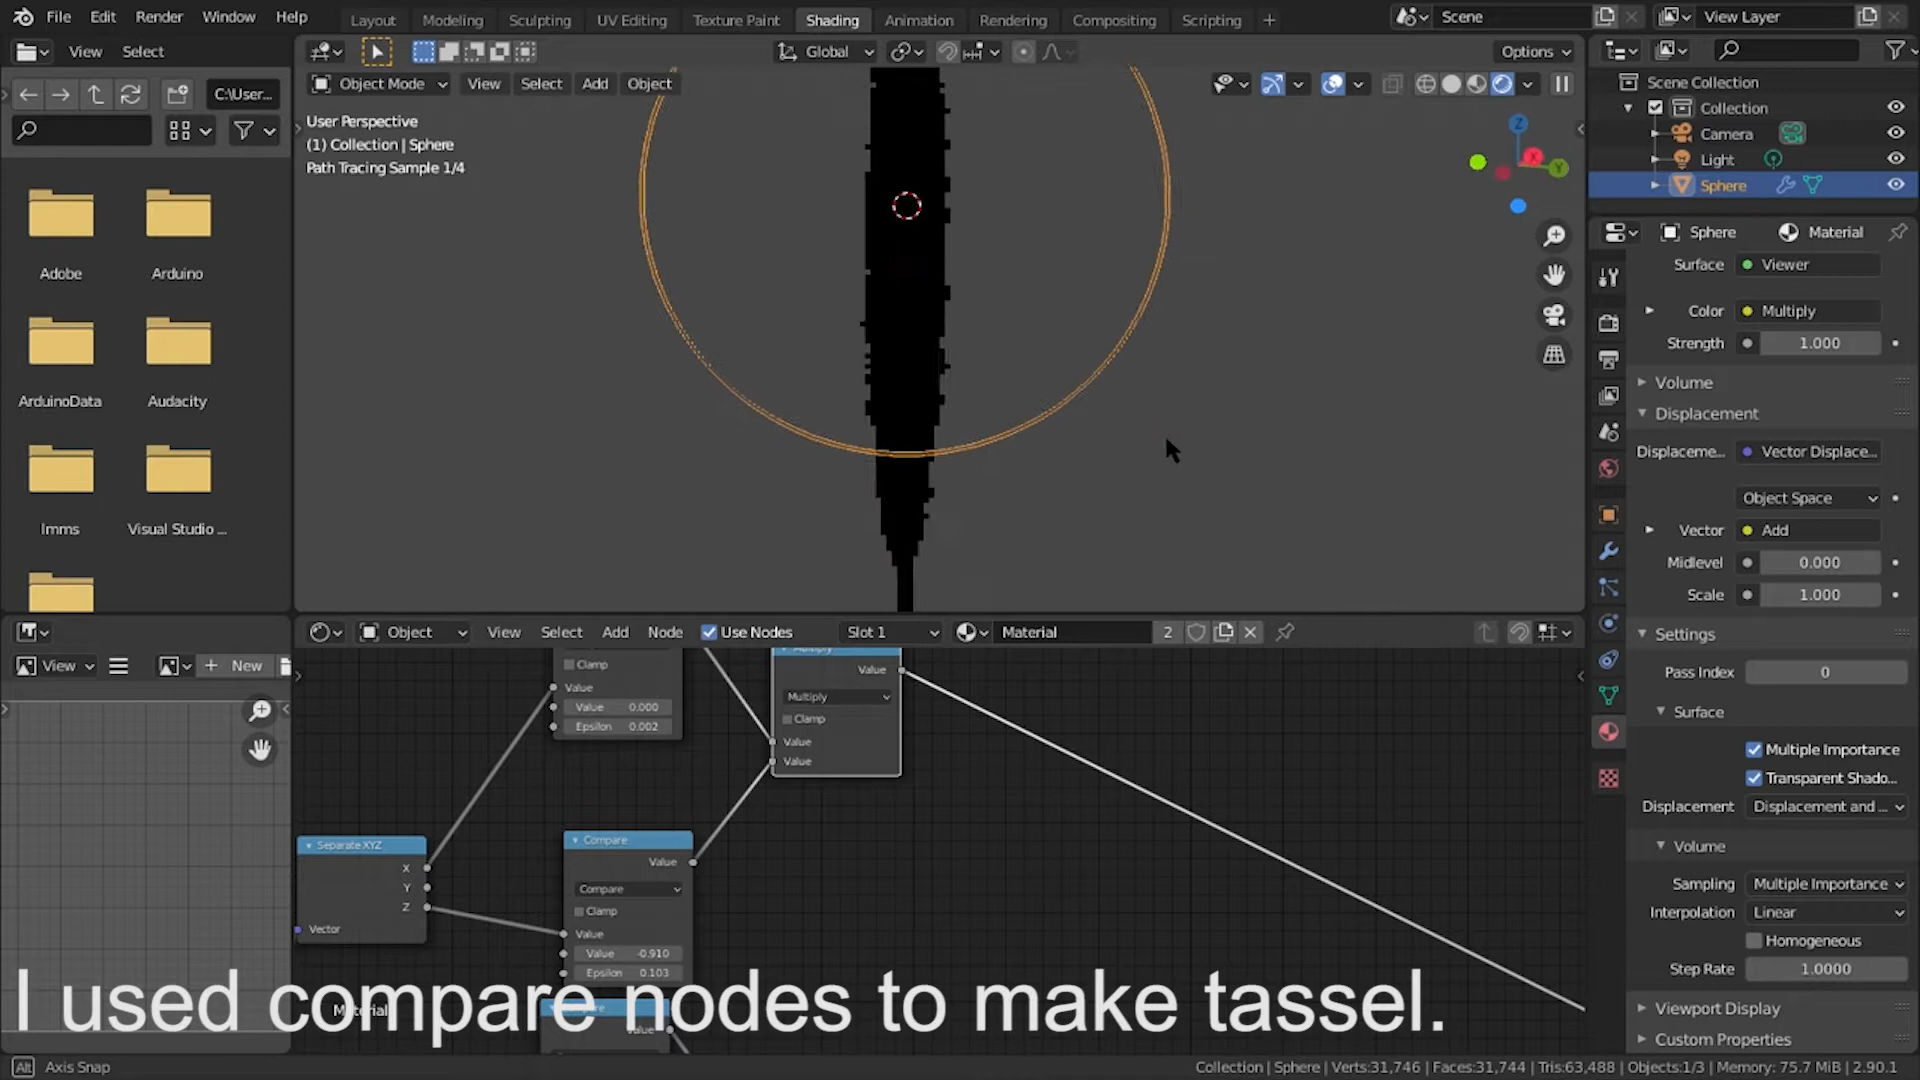 File Edit Render Window Help
Layout Modeling Sculpting UV Editing Texture Paint Shading Animation Rendering Compositing Scripting +
Scene
View Layer
View Select
Global
Options
C:\User...
Object Mode View Select Add Object
User Perspective
(1) Collection | Sphere
Path Tracing Sample 1/4
Z
X
Y
Adobe
Arduino
ArduinoData
Audacity
Imms
Visual Studio ...
Scene Collection
Collection
Camera
Light
Sphere
Sphere Material
Surface Viewer
Color Multiply
Strength 1.000
Volume
Displacement
Displaceme... Vector Displace...
Object Space
Vector Add
Midlevel 0.000
Scale 1.000
Settings
Pass Index 0
Surface
Multiple Importance
Transparent Shado...
Displacement Displacement and ...
Volume
Sampling Multiple Importance
Interpolation Linear
Homogeneous
Step Rate 1.0000
Viewport Display
Custom Properties
View + New
Object View Select Add Node Use Nodes Slot 1 Material 2
Clamp
Value
Value 0.000
Epsilon 0.002
Multiply
Value
Multiply
Clamp
Value
Value
Separate XYZ
X
Y
Z
Vector
Compare
Value
Compare
Clamp
Value
Value -0.910
Epsilon 0.103
Material
Value
I used compare nodes to make tassel.
Alt Axis Snap
Collection | Sphere | Verts:31,746 | Faces:31,744 | Tris:63,488 | Objects:1/3 | Memory: 75.7 MiB | 2.90.1